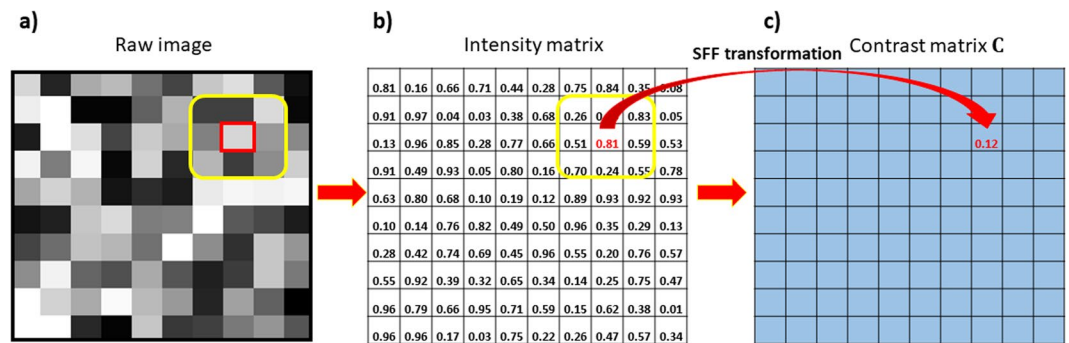 a)
Raw image
b)
Intensity matrix
SFF transformation
c)
Contrast matrix C
0.81 0.16 0.66 0.71 0.44 0.28 0.75 0.84 0.35 0.08
0.91 0.97 0.04 0.03 0.38 0.68 0.26 0.83 0.05
0.13 0.96 0.85 0.28 0.77 0.66 0.51 0.81 0.59 0.53
0.12
0.91 0.49 0.93 0.05 0.80 0.16 0.70 0.24 0.55 0.78
0.63 0.80 0.68 0.10 0.19 0.12 0.89 0.93 0.92 0.93
0.10 0.14 0.76 0.82 0.49 0.50 0.96 0.35 0.29 0.13
0.28 0.42 0.74 0.69 0.45 0.96 0.55 0.20 0.76 0.57
0.55 0.92 0.39 0.32 0.65 0.34 0.14 0.25 0.75 0.47
0.96 0.79 0.66 0.95 0.71 0.59 0.15 0.62 0.38 0.01
0.96 0.96 0.17 0.03 0.75 0.22 0.26 0.47 0.57 0.34